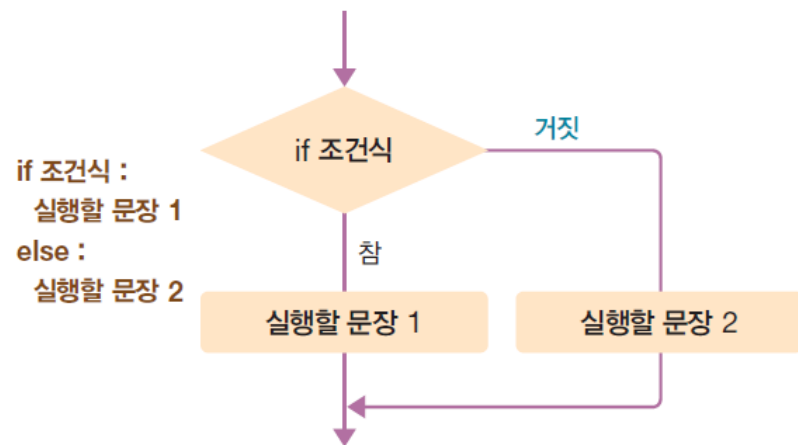 if 조건식 :
실행할 문장 1
else :
실행할 문장 2
if 조건식
거짓
참
실행할 문장 1
실행할 문장 2